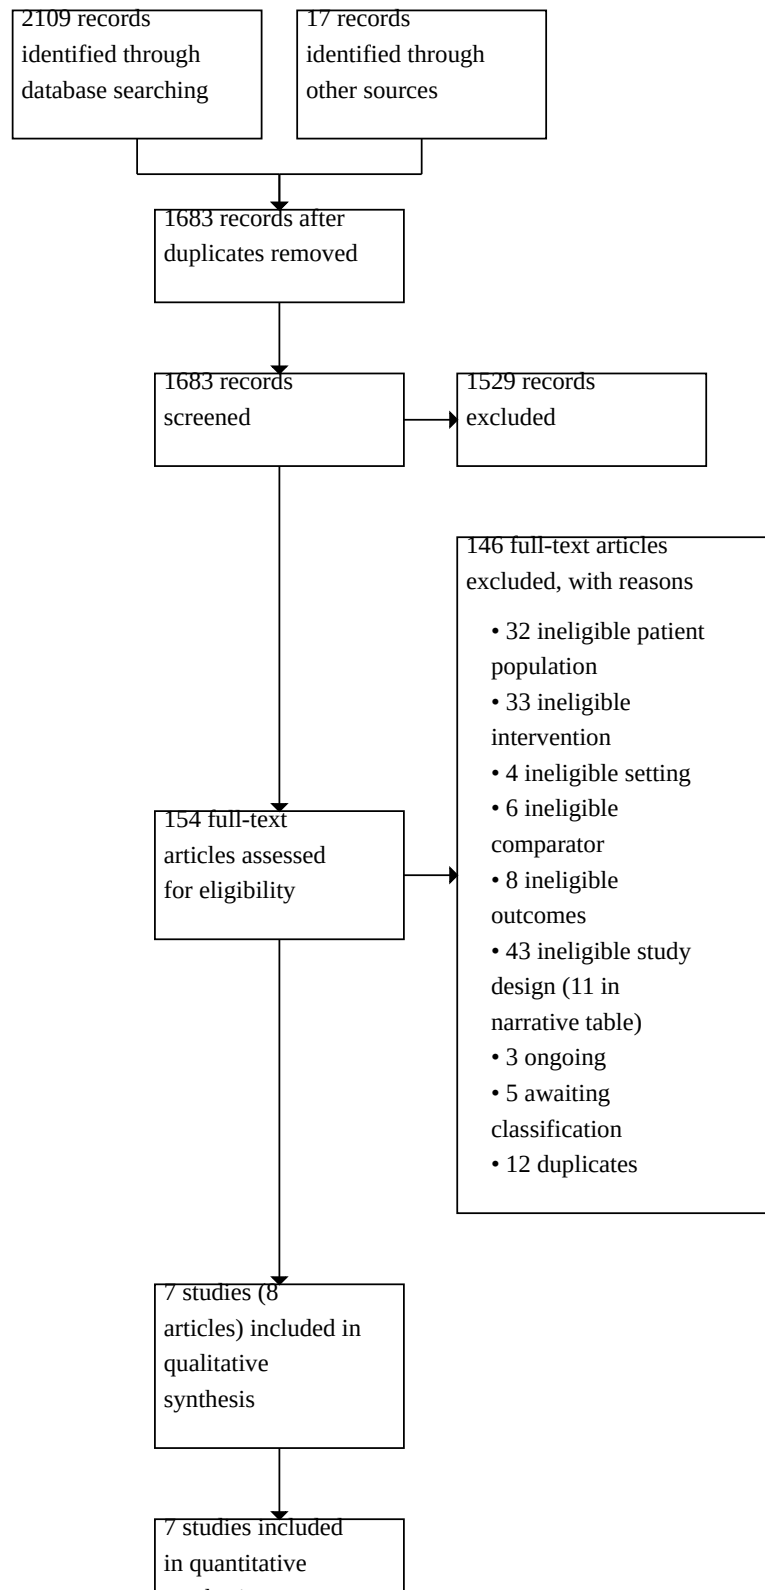 2109 records
identified through
database searching
17 records
identified through
other sources
1683 records after
duplicates removed
1683 records
screened
1529 records
excluded
146 full-text articles
excluded, with reasons
• 32 ineligible patient
population
• 33 ineligible
intervention
• 4 ineligible setting
• 6 ineligible
comparator
• 8 ineligible
outcomes
• 43 ineligible study
design (11 in
narrative table)
• 3 ongoing
• 5 awaiting
classification
• 12 duplicates
154 full-text
articles assessed
for eligibility
7 studies (8
articles) included in
qualitative
synthesis
7 studies included
in quantitative